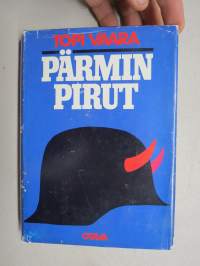 TOPI VAARA
PÄRMIN
PIRUT
OTAVA